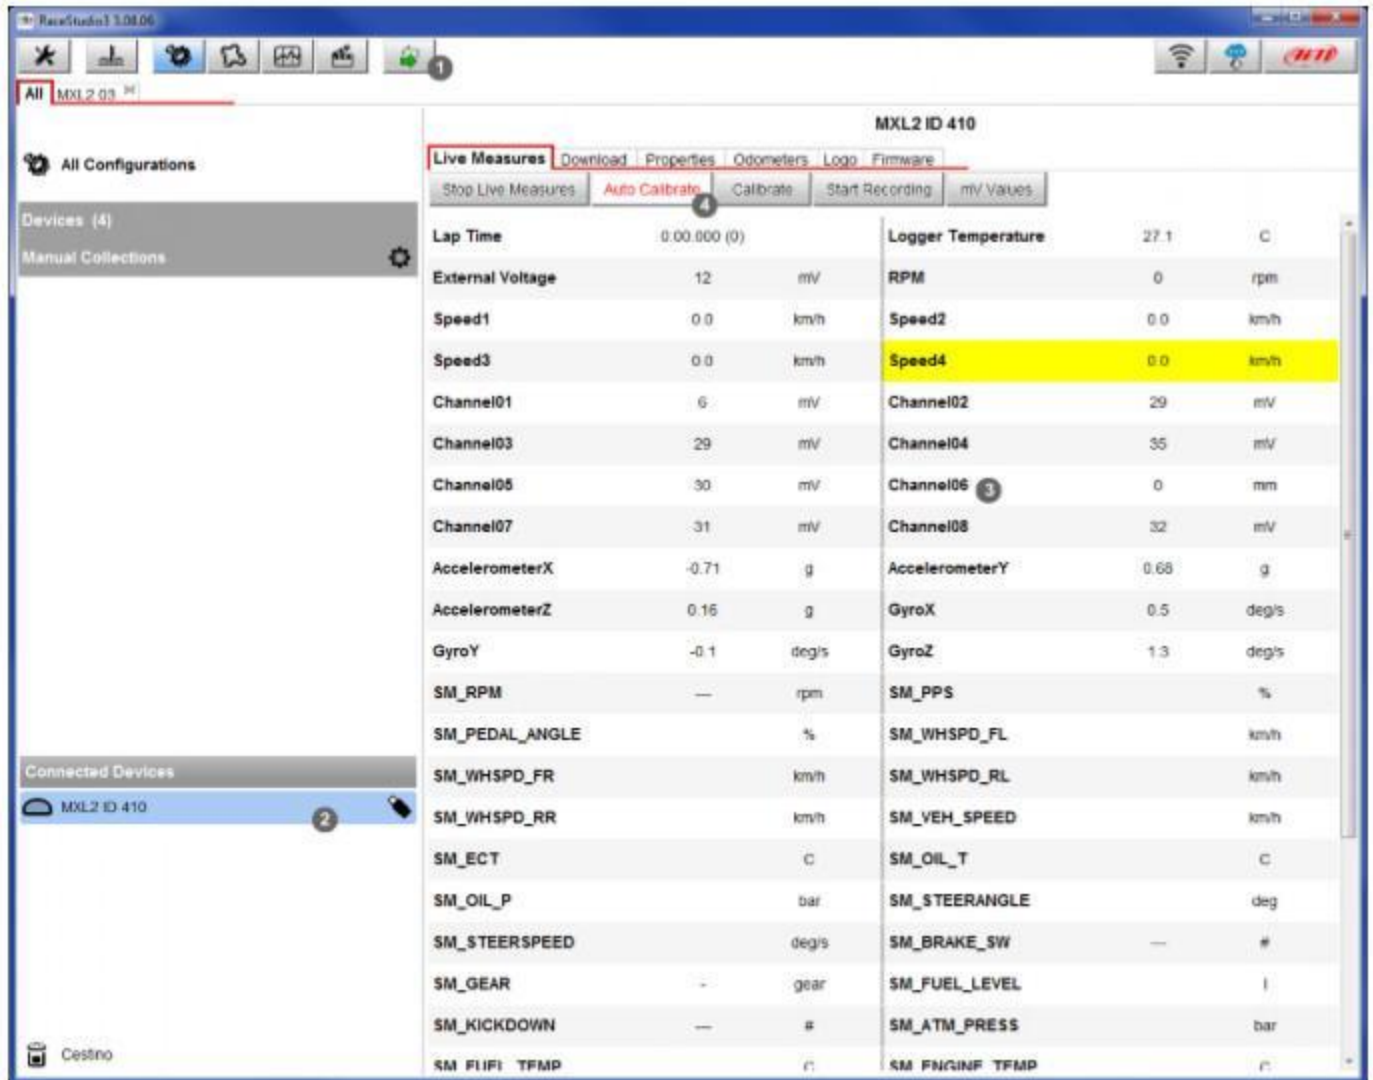 RaceStudio3 3.08.06
1
AiM
All MXL2 03
MXL2 ID 410
All Configurations
Live Measures Download Properties Odometers Logo Firmware
Stop Live Measures Auto Calibrate Calibrate Start Recording mV Values
4
Devices (4)
Manual Collections
Lap Time 0:00.000 (0) Logger Temperature 27.1 C
External Voltage 12 mV RPM 0 rpm
Speed1 0.0 km/h Speed2 0.0 km/h
Speed3 0.0 km/h Speed4 0.0 km/h
Channel01 6 mV Channel02 29 mV
Channel03 29 mV Channel04 35 mV
Channel05 30 mV Channel06 3 0 mm
Channel07 31 mV Channel08 32 mV
AccelerometerX -0.71 g AccelerometerY 0.68 g
AccelerometerZ 0.16 g GyroX 0.5 deg/s
GyroY -0.1 deg/s GyroZ 1.3 deg/s
SM_RPM --- rpm SM_PPS %
SM_PEDAL_ANGLE % SM_WHSPD_FL km/h
Connected Devices
SM_WHSPD_FR km/h SM_WHSPD_RL km/h
MXL2 ID 410 2
SM_WHSPD_RR km/h SM_VEH_SPEED km/h
SM_ECT C SM_OIL_T C
SM_OIL_P bar SM_STEERANGLE deg
SM_STEERSPEED deg/s SM_BRAKE_SW --- #
SM_GEAR - gear SM_FUEL_LEVEL l
SM_KICKDOWN --- # SM_ATM_PRESS bar
Cestino
SM_FUEL_TEMP C SM_ENGINE_TEMP C